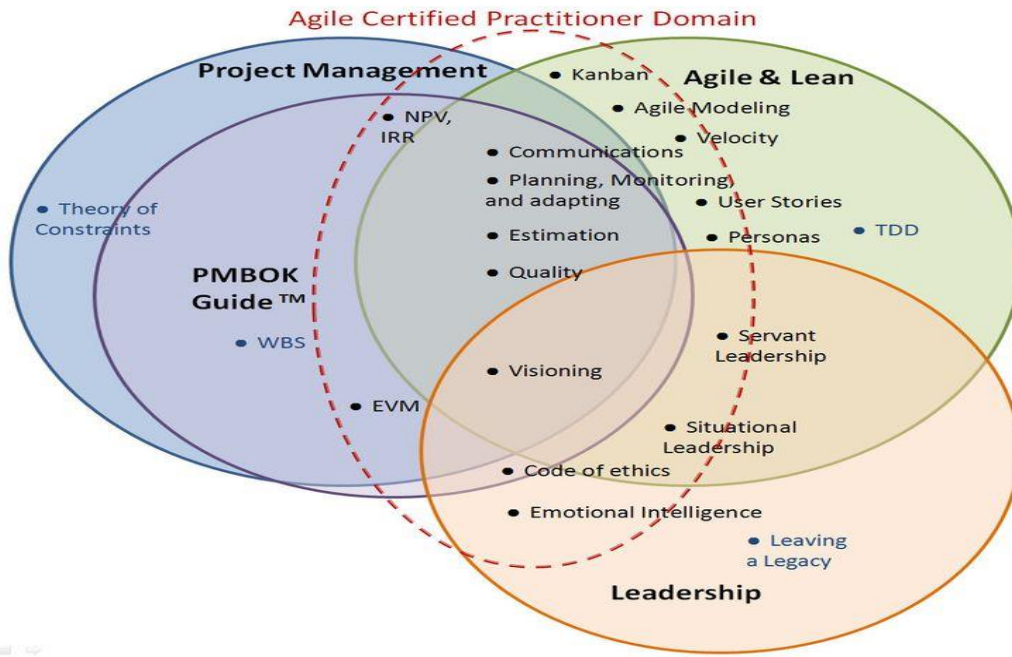 Agile Certified Practitioner Domain
Project Management
Agile & Lean
• Kanban
• Agile Modeling
• NPV,
IRR
• Velocity
• Communications
• Planning, Monitoring,
and adapting
• Theory of
Constraints
• User Stories
• TDD
• Estimation
• Personas
• Quality
PMBOK
Guide™
• WBS
• Servant
Leadership
• Visioning
• EVM
• Situational
Leadership
• Code of ethics
• Emotional Intelligence
• Leaving
a Legacy
Leadership